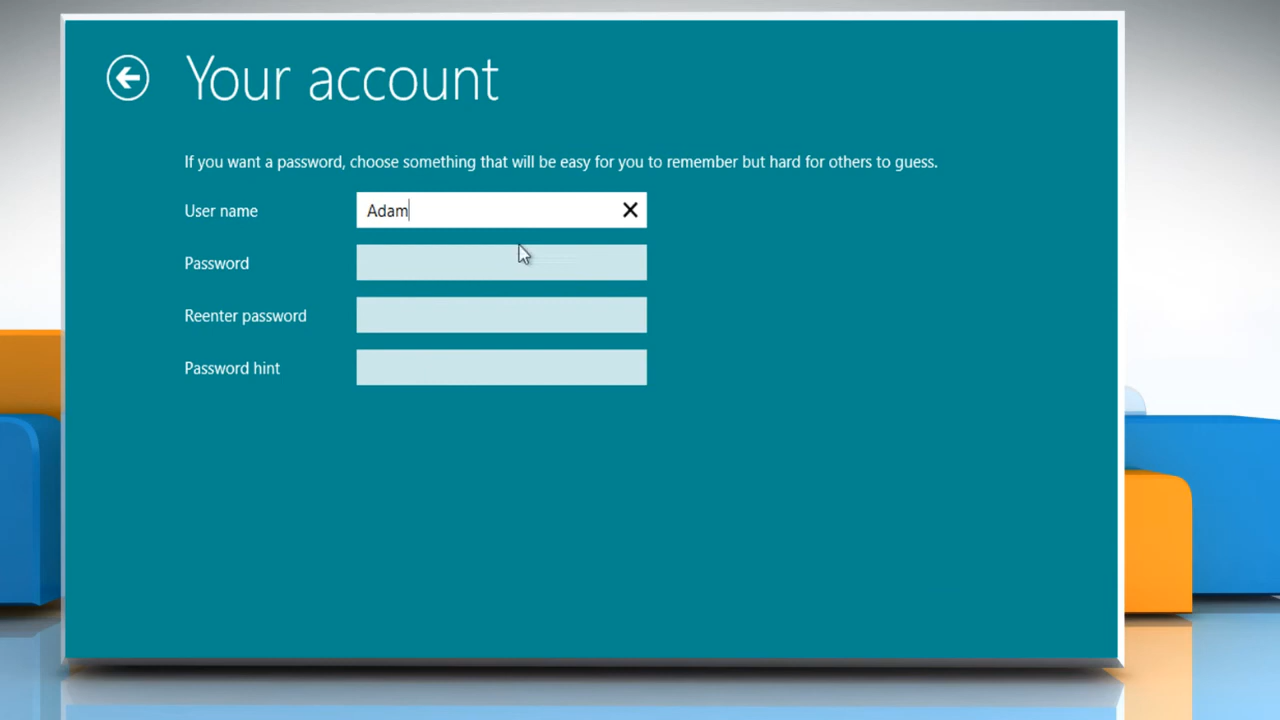 Your account
If you want a password, choose something that will be easy for you to remember but hard for others to guess.
User name
Adam
Password
Reenter password
Password hint